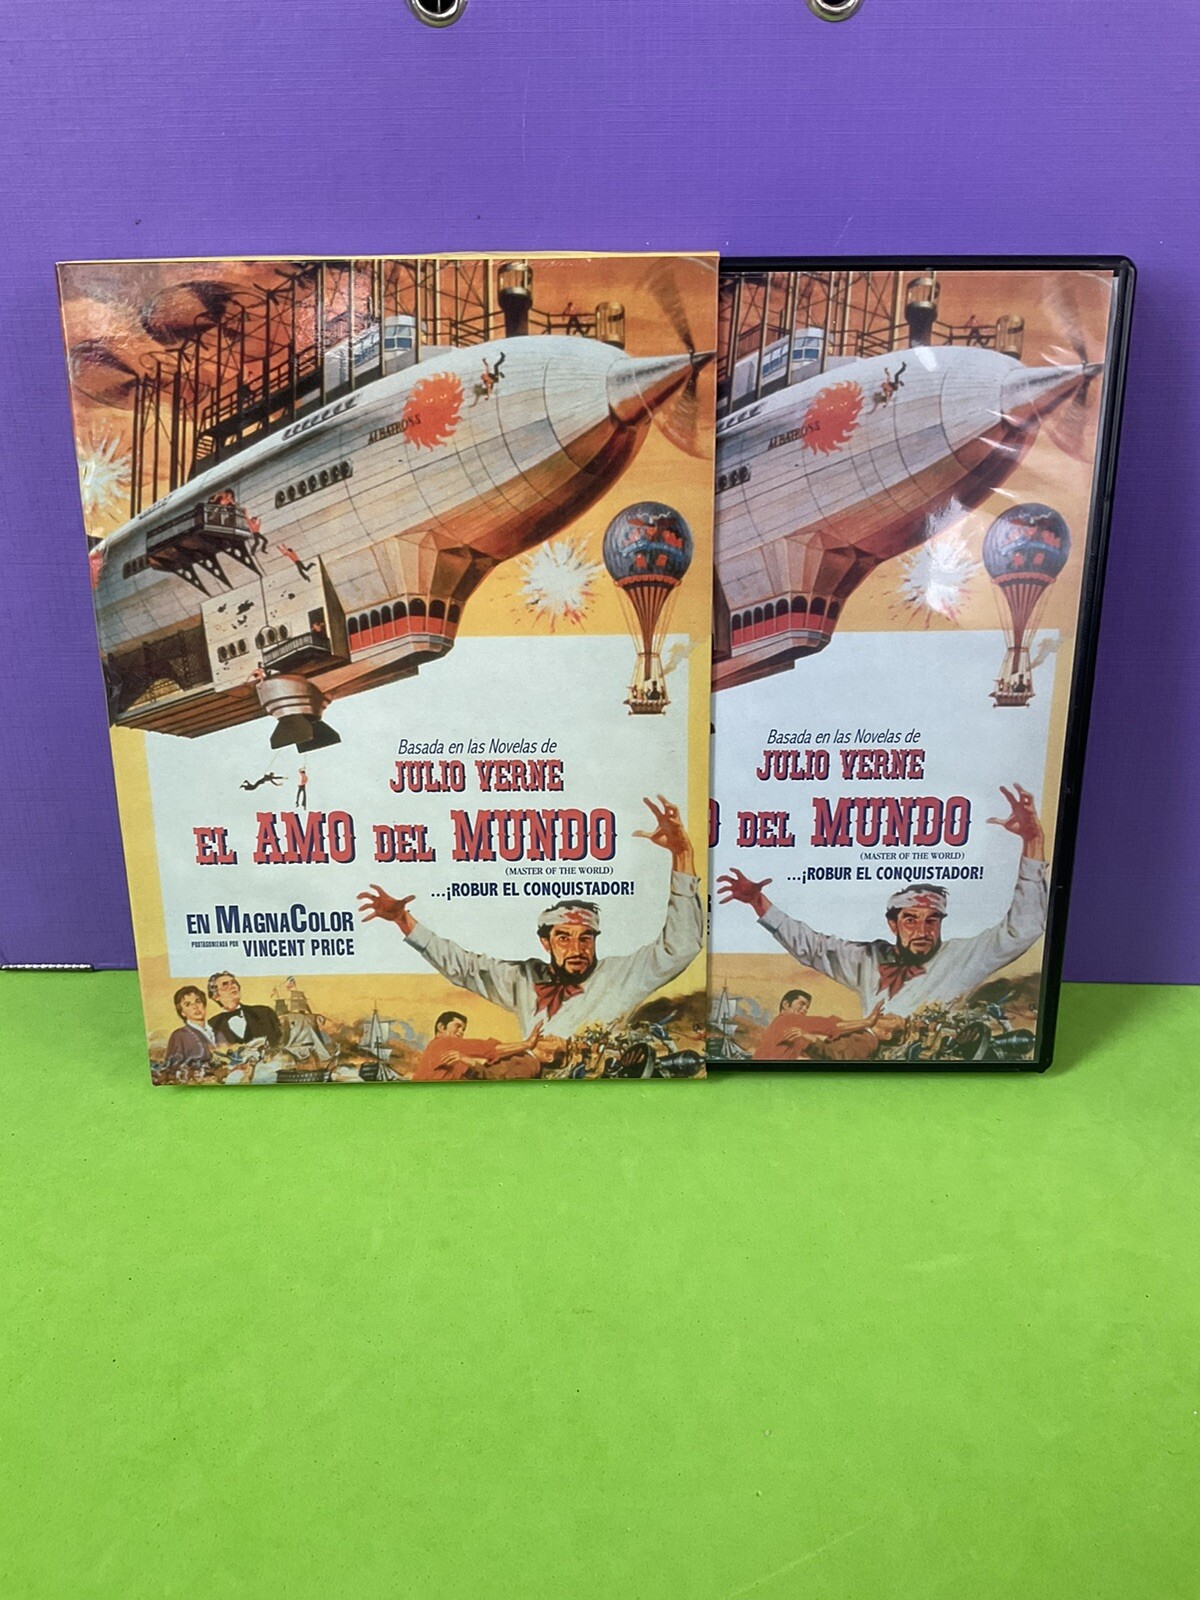 ALBATROSS
Basada en las Novelas de
JULIO VERNE
EL AMO DEL MUNDO
(MASTER OF THE WORLD)
...¡ROBUR EL CONQUISTADOR!
EN MAGNACOLOR
PROTAGONIZADA POR VINCENT PRICE
ALBATROSS
Basada en las Novelas de
JULIO VERNE
O DEL MUNDO
(MASTER OF THE WORLD)
...¡ROBUR EL CONQUISTADOR!